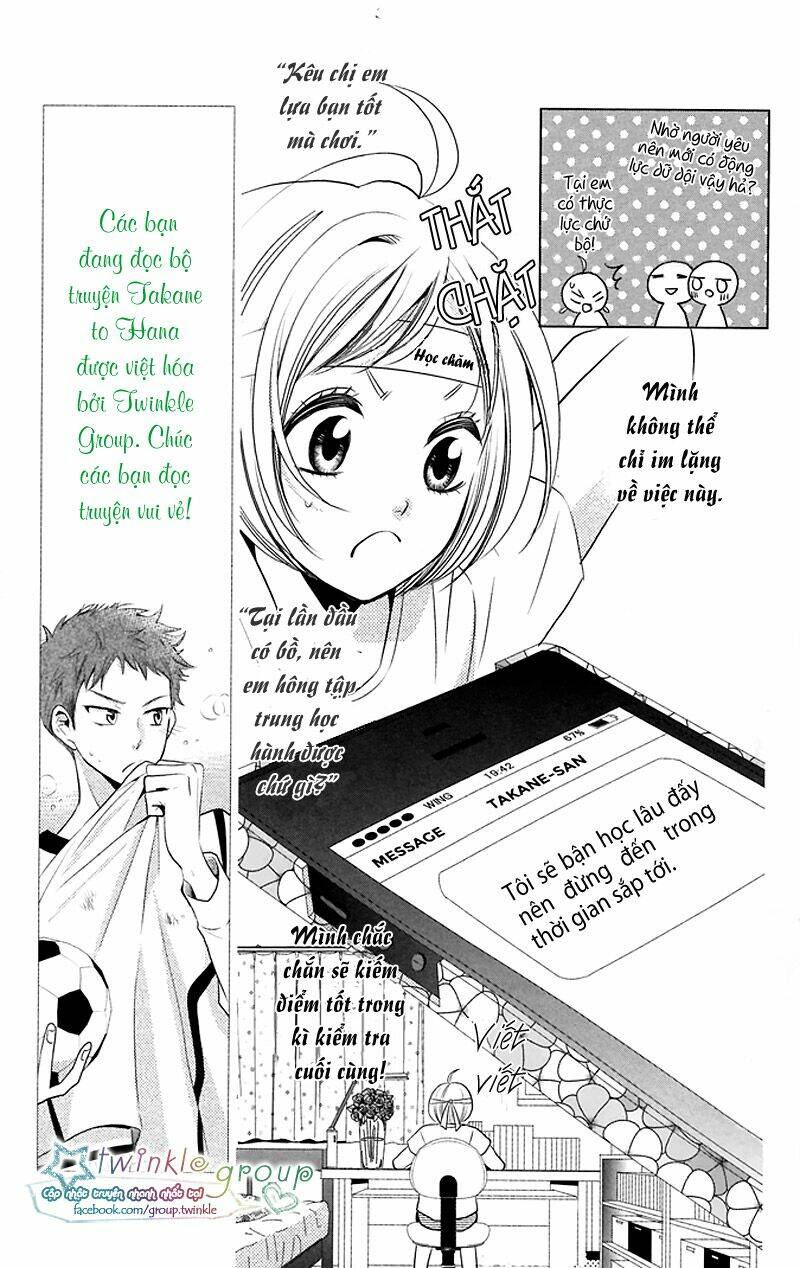 “Kêu chị em
lựa bạn tốt
mà chơi.”
Nhờ người yêu
nên mới có động
lực dữ dội vậy hả?
Tại em
có thực
lực chứ
bộ!
THẮT
CHẶT
Học chăm
Các bạn
đang đọc bộ
truyện Takane
to Hana
được việt hóa
bởi Twinkle
Group. Chúc
các bạn đọc
truyện vui vẻ!
Mình
không thể
chỉ im lặng
về việc này.
“Tại lần đầu
có bồ, nên
em hông tập
trung học
hành được
chứ gì?”
WING 19:42 67%
MESSAGE TAKANE-SAN
Tôi sẽ bận học lâu đấy
nên đừng đến trong
thời gian sắp tới.
Mình chắc
chắn sẽ kiếm
điểm tốt trong
kì kiểm tra
cuối cùng!
Viết
viết
twinkle_group
cập nhật truyện nhanh nhất tại
facebook.com/group.twinkle